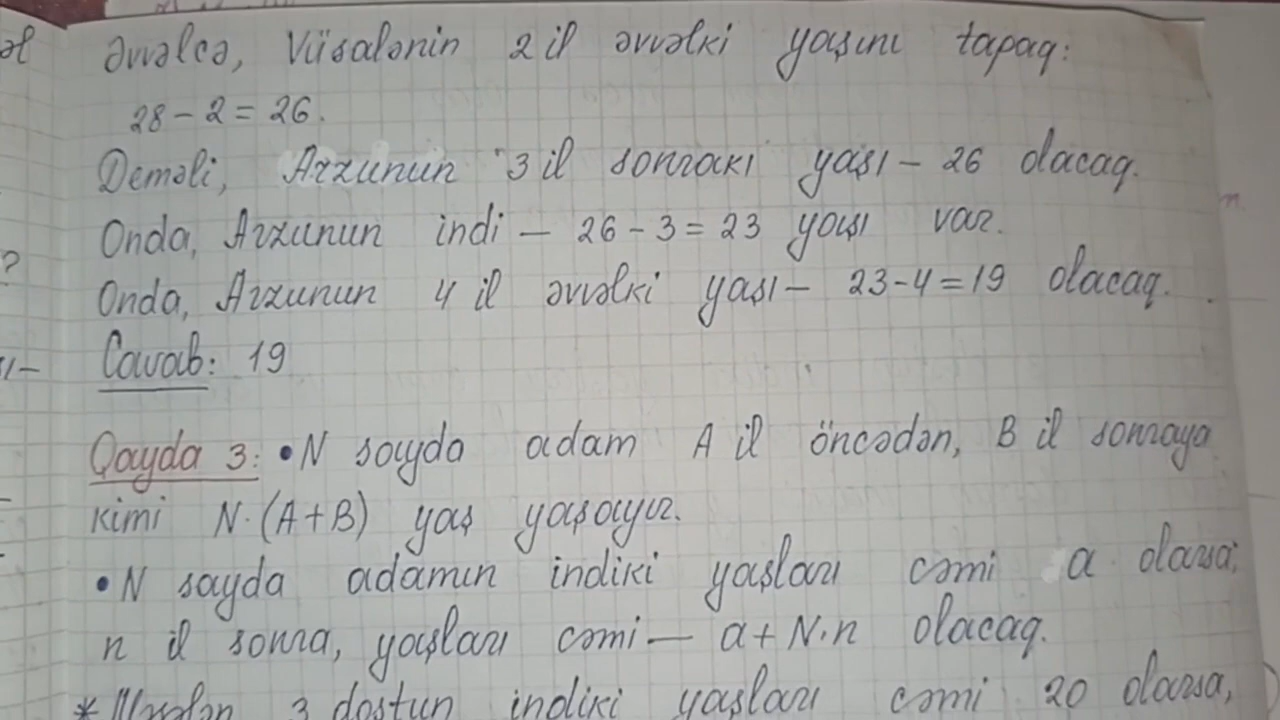 əl
Əvvəlcə, Vüsalənin 2 il əvvəlki yaşını tapaq:
28 - 2 = 26.
Deməli, Arzunun 3 il sonrakı yaşı - 26 olacaq.
Onda, Arzunun indi - 26 - 3 = 23 yaşı var.
?
Onda, Arzunun 4 il əvvəlki yaşı - 23 - 4 = 19 olacaq.
Cavab: 19
Qayda 3: • N sayda adam A il öncədən, B il sonraya
kimi N·(A+B) yaş yaşayır.
• N sayda adamın indiki yaşları cəmi a olarsa,
n il sonra, yaşları cəmi - a + N·n olacaq.
* 3 dostun indiki yaşları cəmi 20 olarsa,